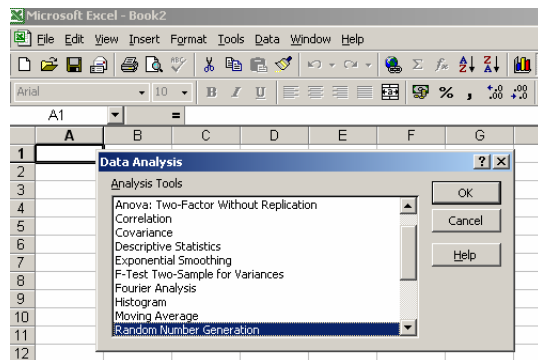 Microsoft Excel - Book2
File Edit View Insert Format Tools Data Window Help
Arial 10 B I U % ,
A1 =
A B C D E F G
1
2
3
4
5
6
7
8
9
10
11
12
Data Analysis
Analysis Tools
Anova: Two-Factor Without Replication
Correlation
Covariance
Descriptive Statistics
Exponential Smoothing
F-Test Two-Sample for Variances
Fourier Analysis
Histogram
Moving Average
Random Number Generation
OK
Cancel
Help